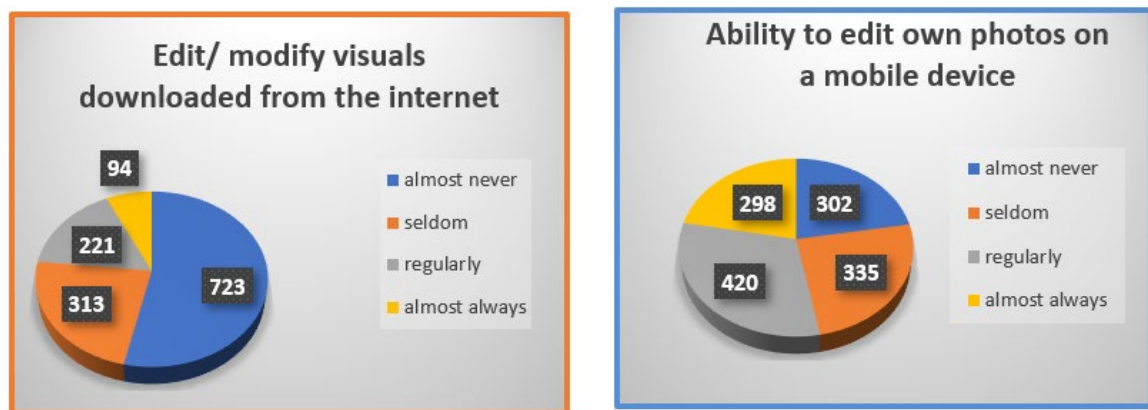 Edit/ modify visuals
downloaded from the internet
94
221
313
723
almost never
seldom
regularly
almost always
Ability to edit own photos on
a mobile device
298
302
420
335
almost never
seldom
regularly
almost always